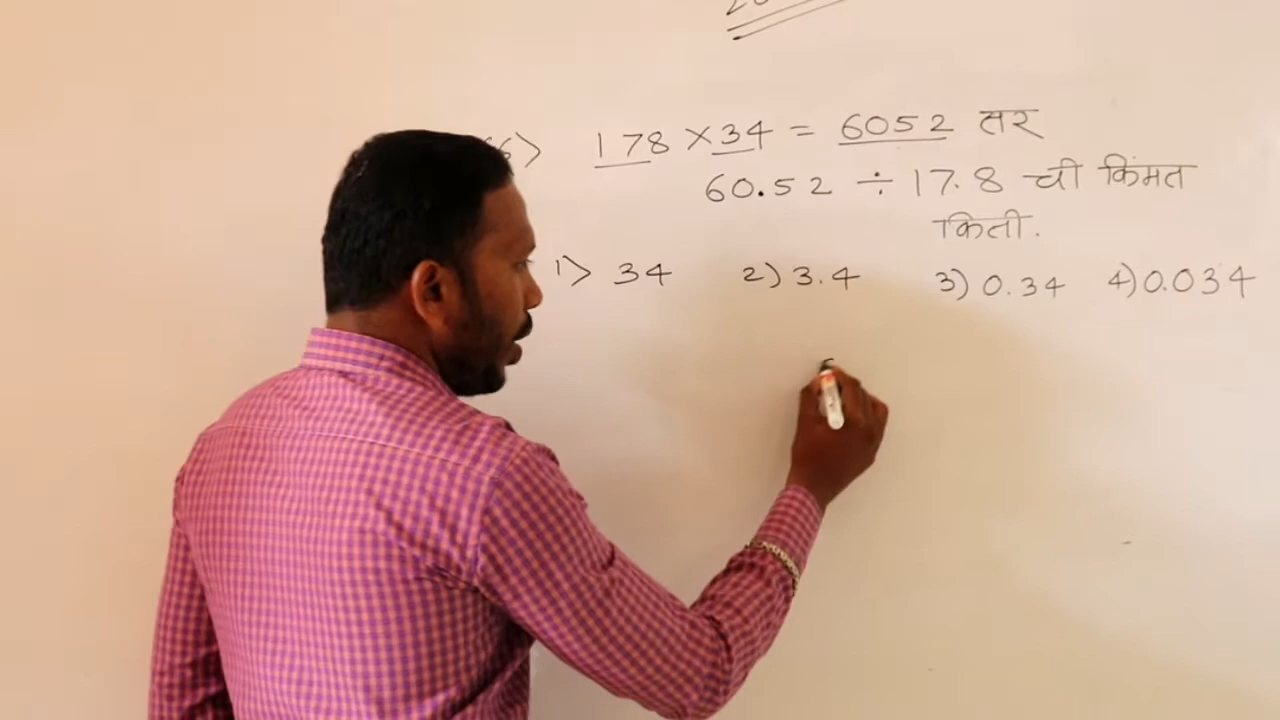 178 × 34 = 6052 तर
60.52 ÷ 17.8 ची किंमत
किती.
1> 34 2) 3.4 3) 0.34 4) 0.034